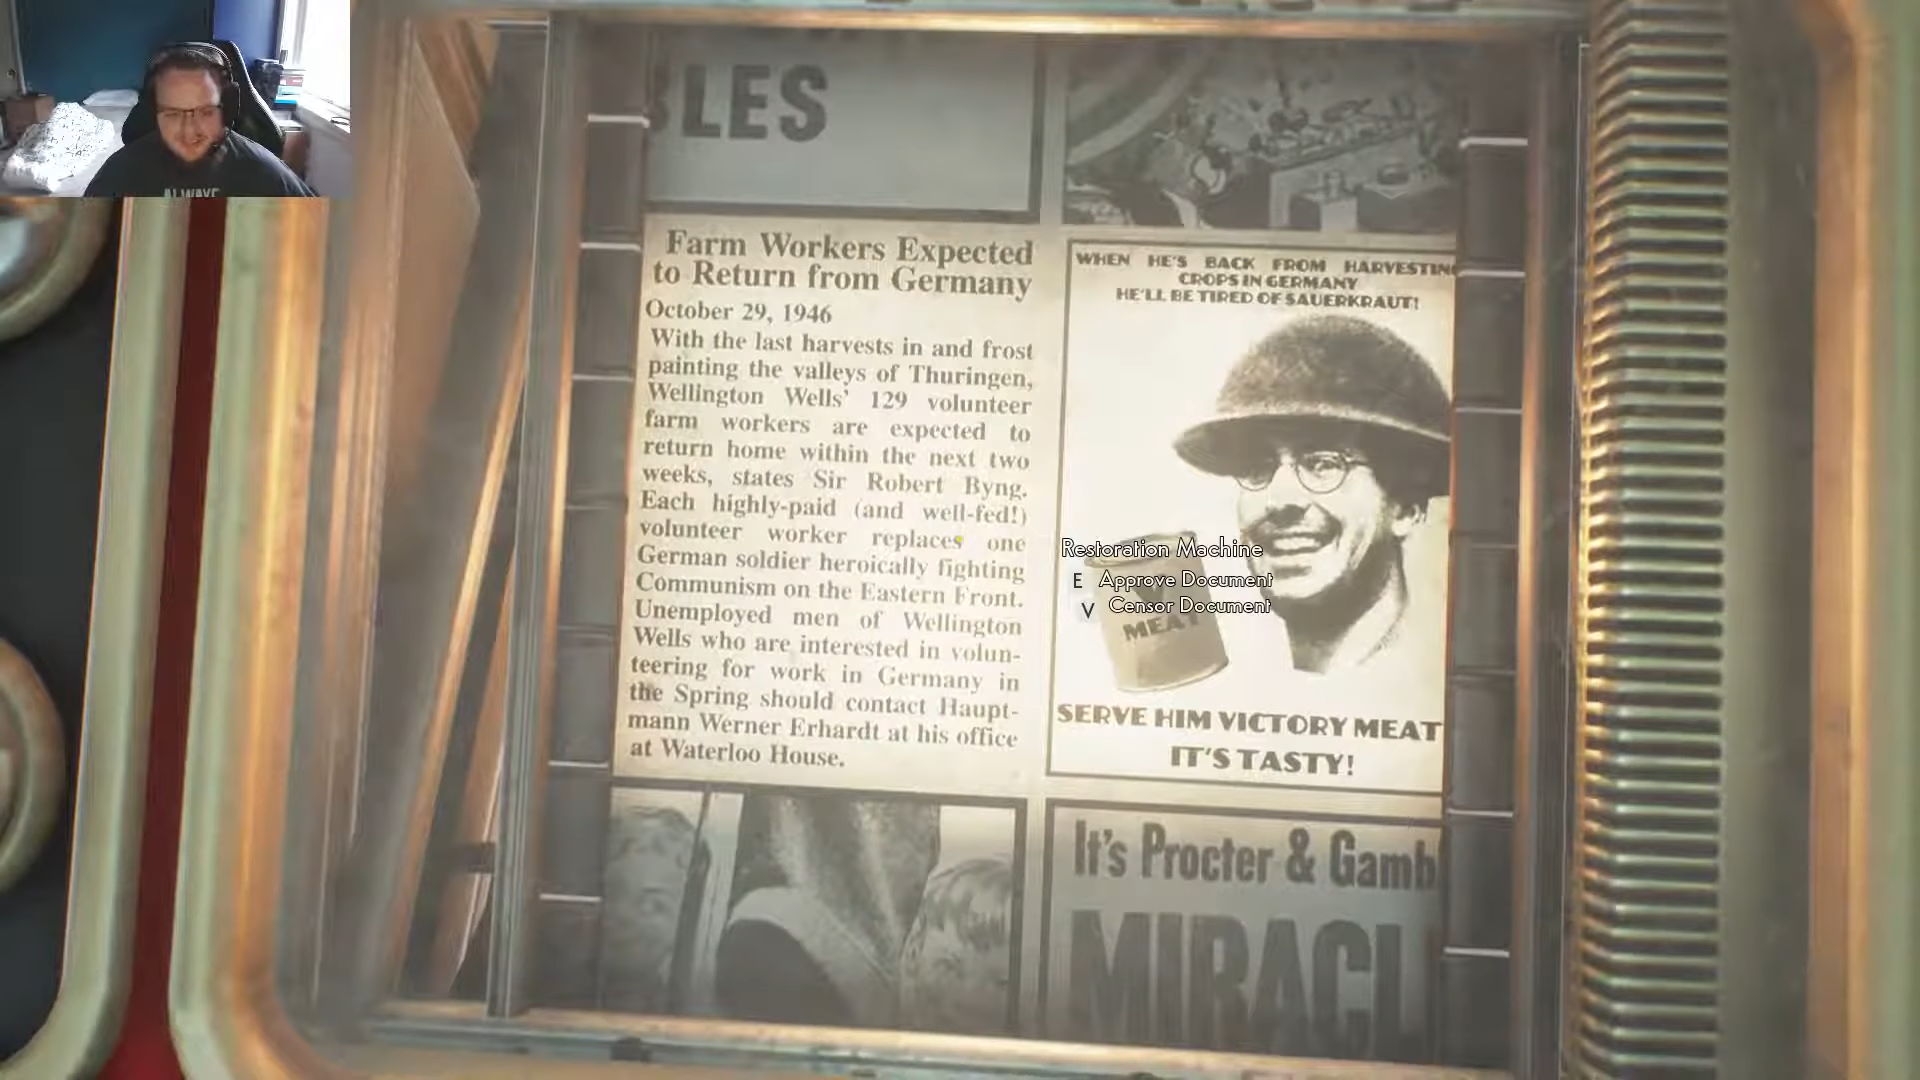 ALWAYS
LES
Farm Workers Expected
to Return from Germany
October 29, 1946
With the last harvests in and frost
painting the valleys of Thuringen,
Wellington Wells' 129 volunteer
farm workers are expected to
return home within the next two
weeks, states Sir Robert Byng.
Each highly-paid (and well-fed!)
volunteer worker replaces one
German soldier heroically fighting
Communism on the Eastern Front.
Unemployed men of Wellington
Wells who are interested in volun-
teering for work in Germany in
the Spring should contact Haupt-
mann Werner Erhardt at his office
at Waterloo House.
WHEN HE'S BACK FROM HARVESTING
CROPS IN GERMANY
HE'LL BE TIRED OF SAUERKRAUT!
Restoration Machine
E Approve Document
V Censor Document
V
MEAT
SERVE HIM VICTORY MEAT
IT'S TASTY!
It's Procter & Gamb
MIRACL